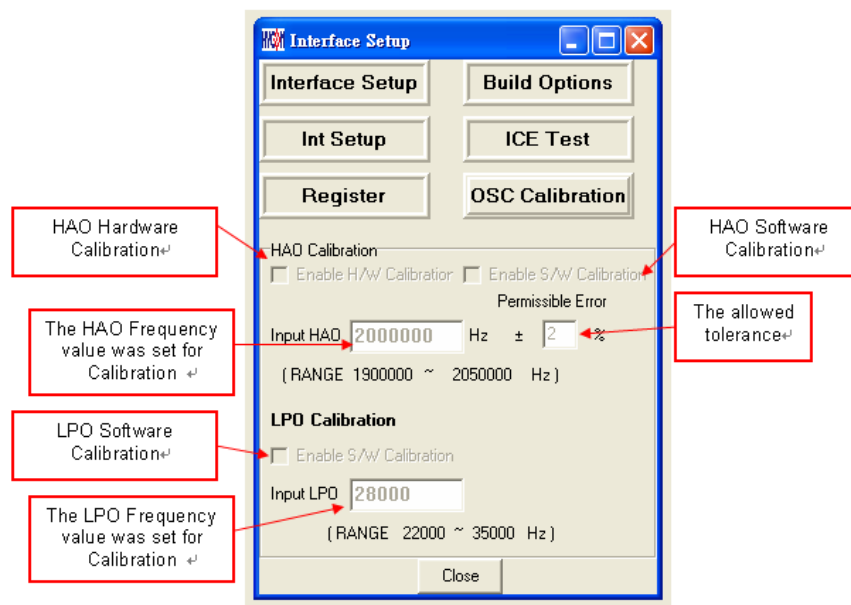 Interface Setup
Interface Setup
Build Options
Int Setup
ICE Test
Register
OSC Calibration
HAO Hardware
Calibration↵
HAO Software
Calibration↵
HAO Calibration
Enable H/W Calibration
Enable S/W Calibration
Permissible Error
The HAO Frequency
value was set for
Calibration ↵
Input HAO 2000000 Hz ± 2 %
The allowed
tolerance↵
(RANGE 1900000 ~ 2050000 Hz)
LPO Calibration
LPO Software
Calibration↵
Enable S/W Calibration
Input LPO 28000
The LPO Frequency
value was set for
Calibration ↵
(RANGE 22000 ~ 35000 Hz)
Close